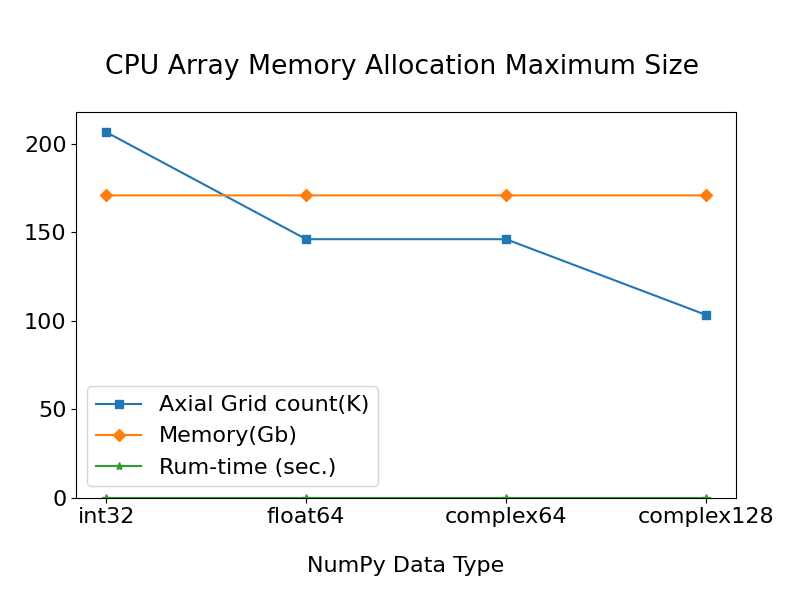 CPU Array Memory Allocation Maximum Size
200
150
100
50
0
Axial Grid count(K)
Memory(Gb)
Rum-time (sec.)
int32 float64 complex64 complex128
NumPy Data Type